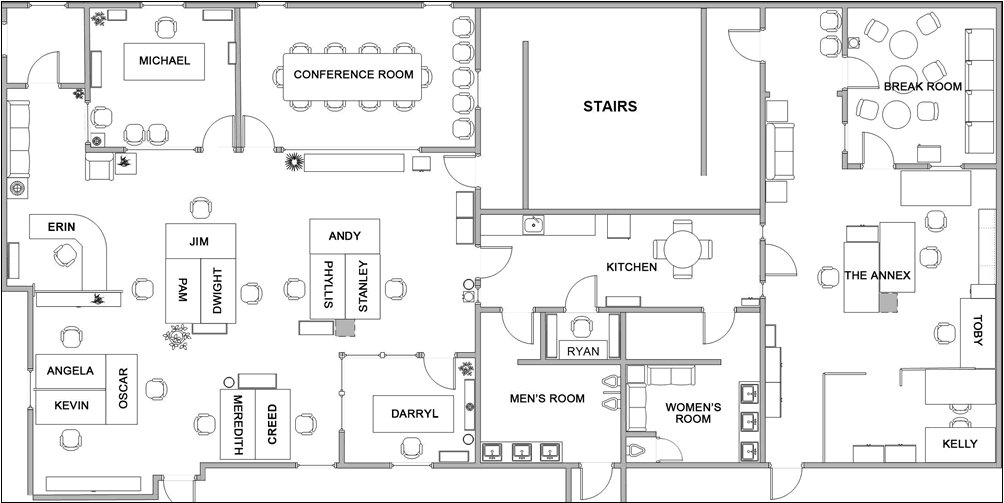 MICHAEL
CONFERENCE ROOM
STAIRS
BREAK ROOM
ERIN
JIM
ANDY
PAM
DWIGHT
PHYLLIS
STANLEY
KITCHEN
THE ANNEX
TOBY
RYAN
ANGELA
OSCAR
KEVIN
MEREDITH
CREED
DARRYL
MEN'S ROOM
WOMEN'S
ROOM
KELLY